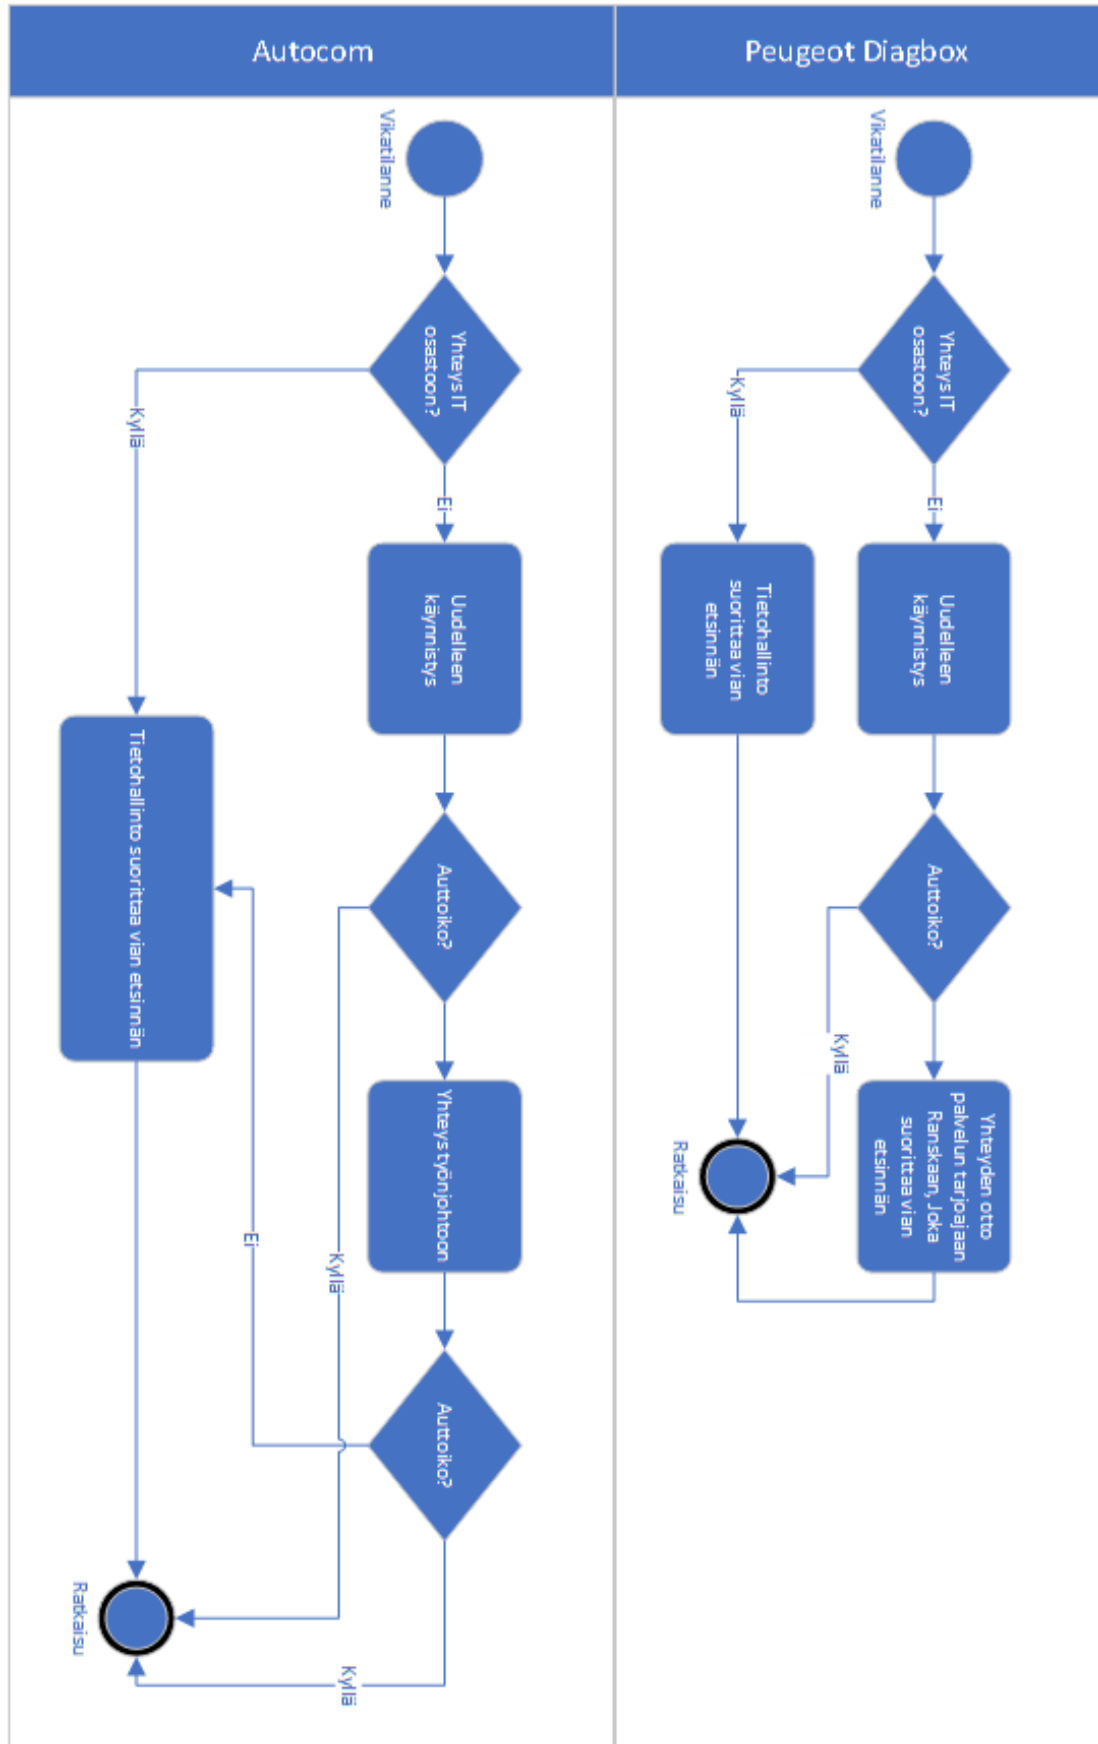 Autocom
Vikatilanne
Yhteys IT
osastoon?
Kyllä
Ei
Uudelleen
käynnistys
Tietohallinto suorittaa vian etsinnän
Auttoiko?
Kyllä
Yhteys työnjohtoon
Ei
Auttoiko?
Kyllä
Ratkaisu
Peugeot Diagbox
Vikatilanne
Yhteys IT
osastoon?
Kyllä
Ei
Uudelleen
käynnistys
Tietohallinto
suorittaa vian
etsinnän
Auttoiko?
Kyllä
Yhteyden otto
palvelun tarjoajaan
Ranskaan, Joka
suorittaa vian
etsinnän
Ratkaisu